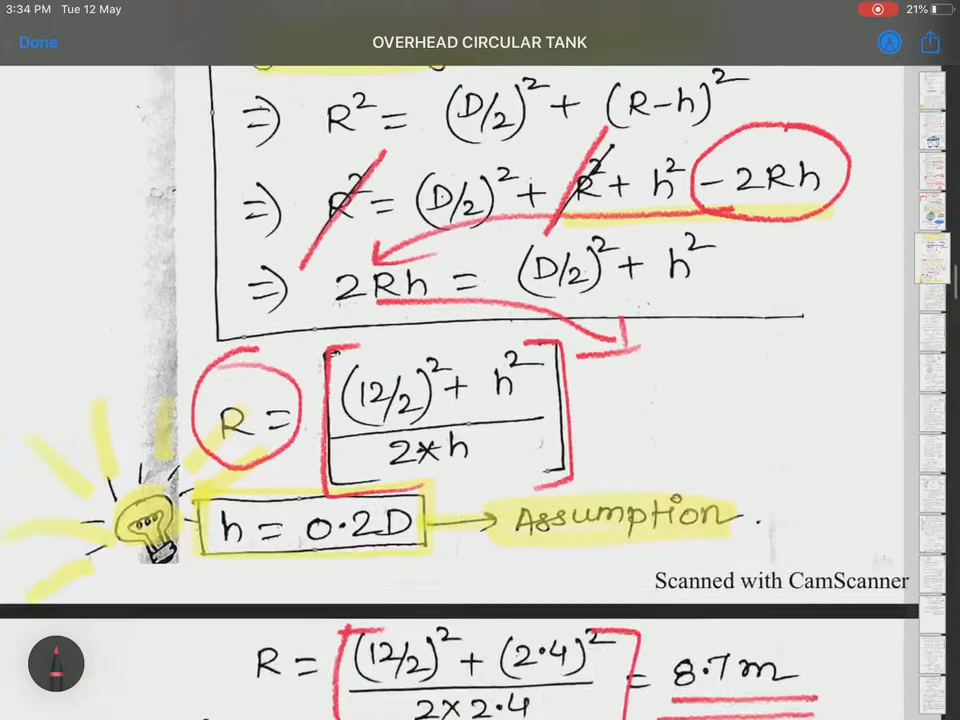 3:34 PM Tue 12 May 21%
Done OVERHEAD CIRCULAR TANK
⇒ R² = (D/2)² + (R-h)²
⇒ R² = (D/2)² + R² + h² - 2Rh
⇒ 2Rh = (D/2)² + h²
R = [(12/2)² + h² / 2*h]
h = 0.2D → Assumption.
Scanned with CamScanner
R = [(12/2)² + (2.4)² / 2×2.4] = 8.7m